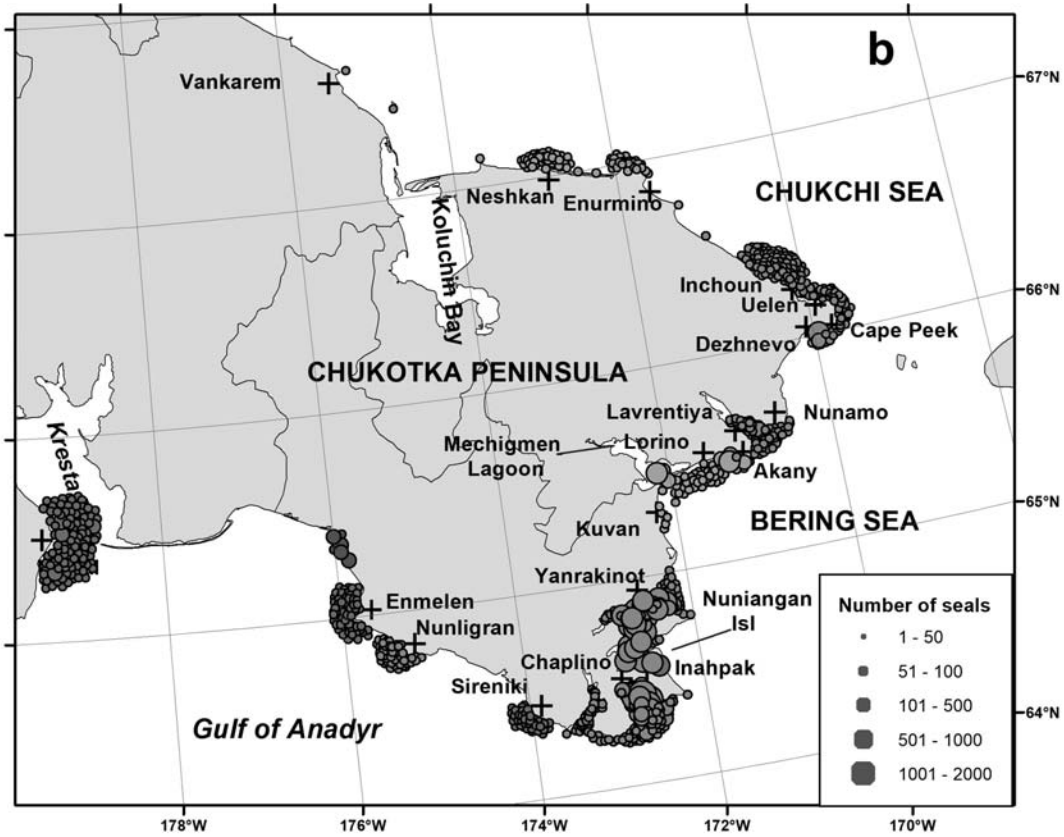 b
Vankarem
67°N
Neshkan
Enurmino
CHUKCHI SEA
Koluchin Bay
Inchoun
Uelen
66°N
Dezhnevo
Cape Peek
CHUKOTKA PENINSULA
Lavrentiya
Nunamo
Kresta
Mechigmen
Lagoon
Lorino
Akany
65°N
Kuvan
BERING SEA
Yanrakinot
Nuniangan
Isl
Enmelen
Nunligran
Chaplino
Inahpak
Sireniki
Gulf of Anadyr
64°N
Number of seals
1 - 50
51 - 100
101 - 500
501 - 1000
1001 - 2000
178°W
176°W
174°W
172°W
170°W